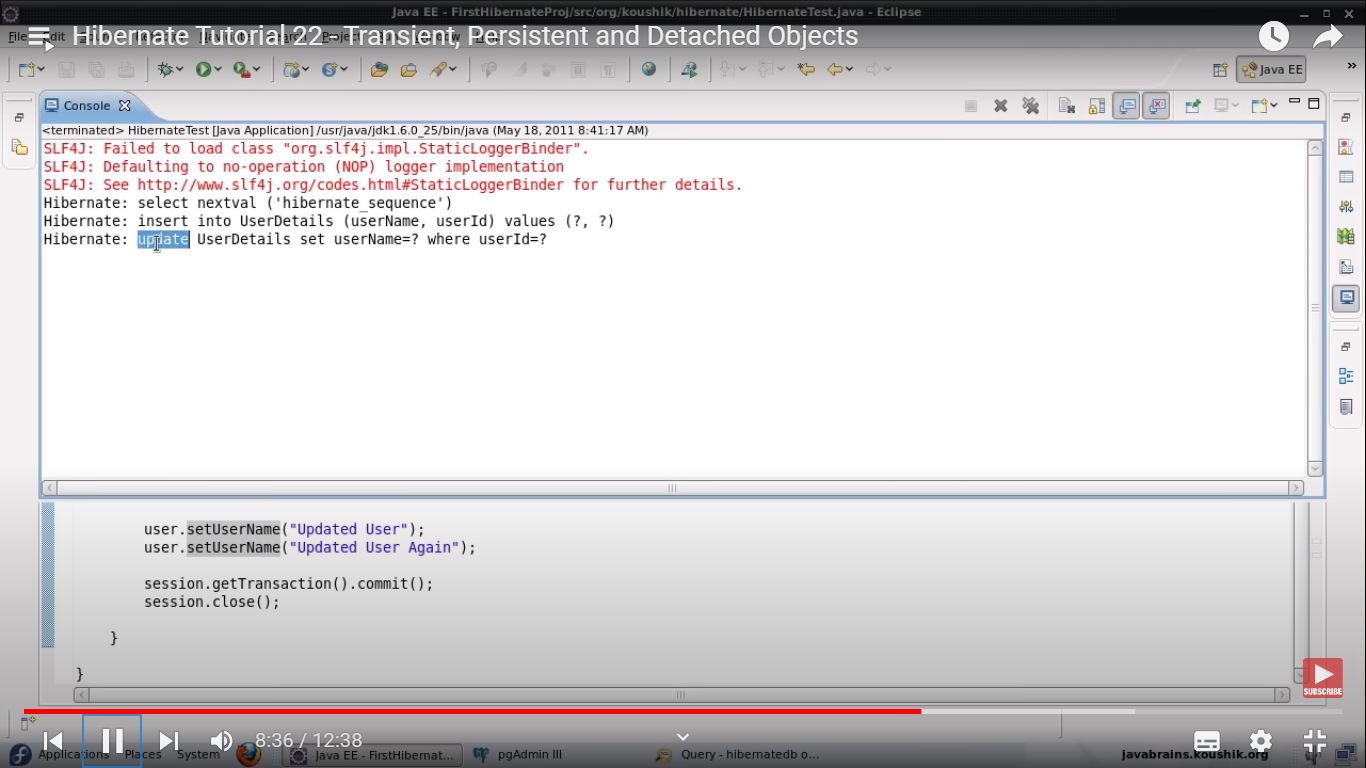 Java EE - FirstHibernateProj/src/org/koushik/hibernate/HibernateTest.java - Eclipse
Hibernate Tutorial 22 - Transient, Persistent and Detached Objects
Java EE
Console
<terminated> HibernateTest [Java Application] /usr/java/jdk1.6.0_25/bin/java (May 18, 2011 8:41:17 AM)
SLF4J: Failed to load class "org.slf4j.impl.StaticLoggerBinder".
SLF4J: Defaulting to no-operation (NOP) logger implementation
SLF4J: See http://www.slf4j.org/codes.html#StaticLoggerBinder for further details.
Hibernate: select nextval ('hibernate_sequence')
Hibernate: insert into UserDetails (userName, userId) values (?, ?)
Hibernate: update UserDetails set userName=? where userId=?
user.setUserName("Updated User");
user.setUserName("Updated User Again");
session.getTransaction().commit();
session.close();
}
}
SUBSCRIBE
8:36 / 12:38
Applications Places System Java EE - FirstHibernat... pgAdmin III Query - hibernatedb o... javabrains.koushik.org